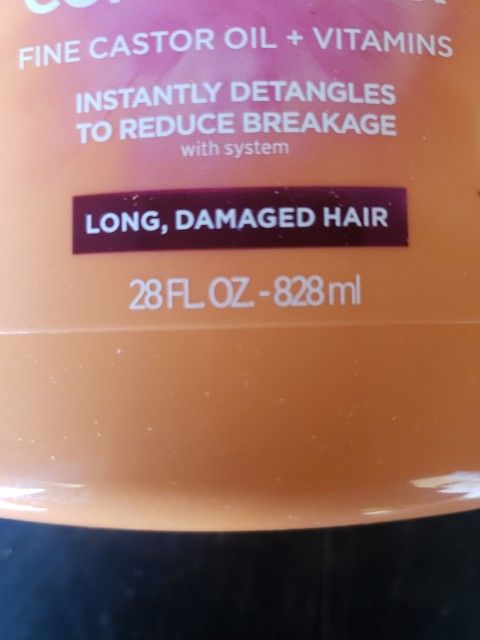 FINE CASTOR OIL + VITAMINS
INSTANTLY DETANGLES
TO REDUCE BREAKAGE
with system
LONG, DAMAGED HAIR
28 FL. OZ. - 828 ml